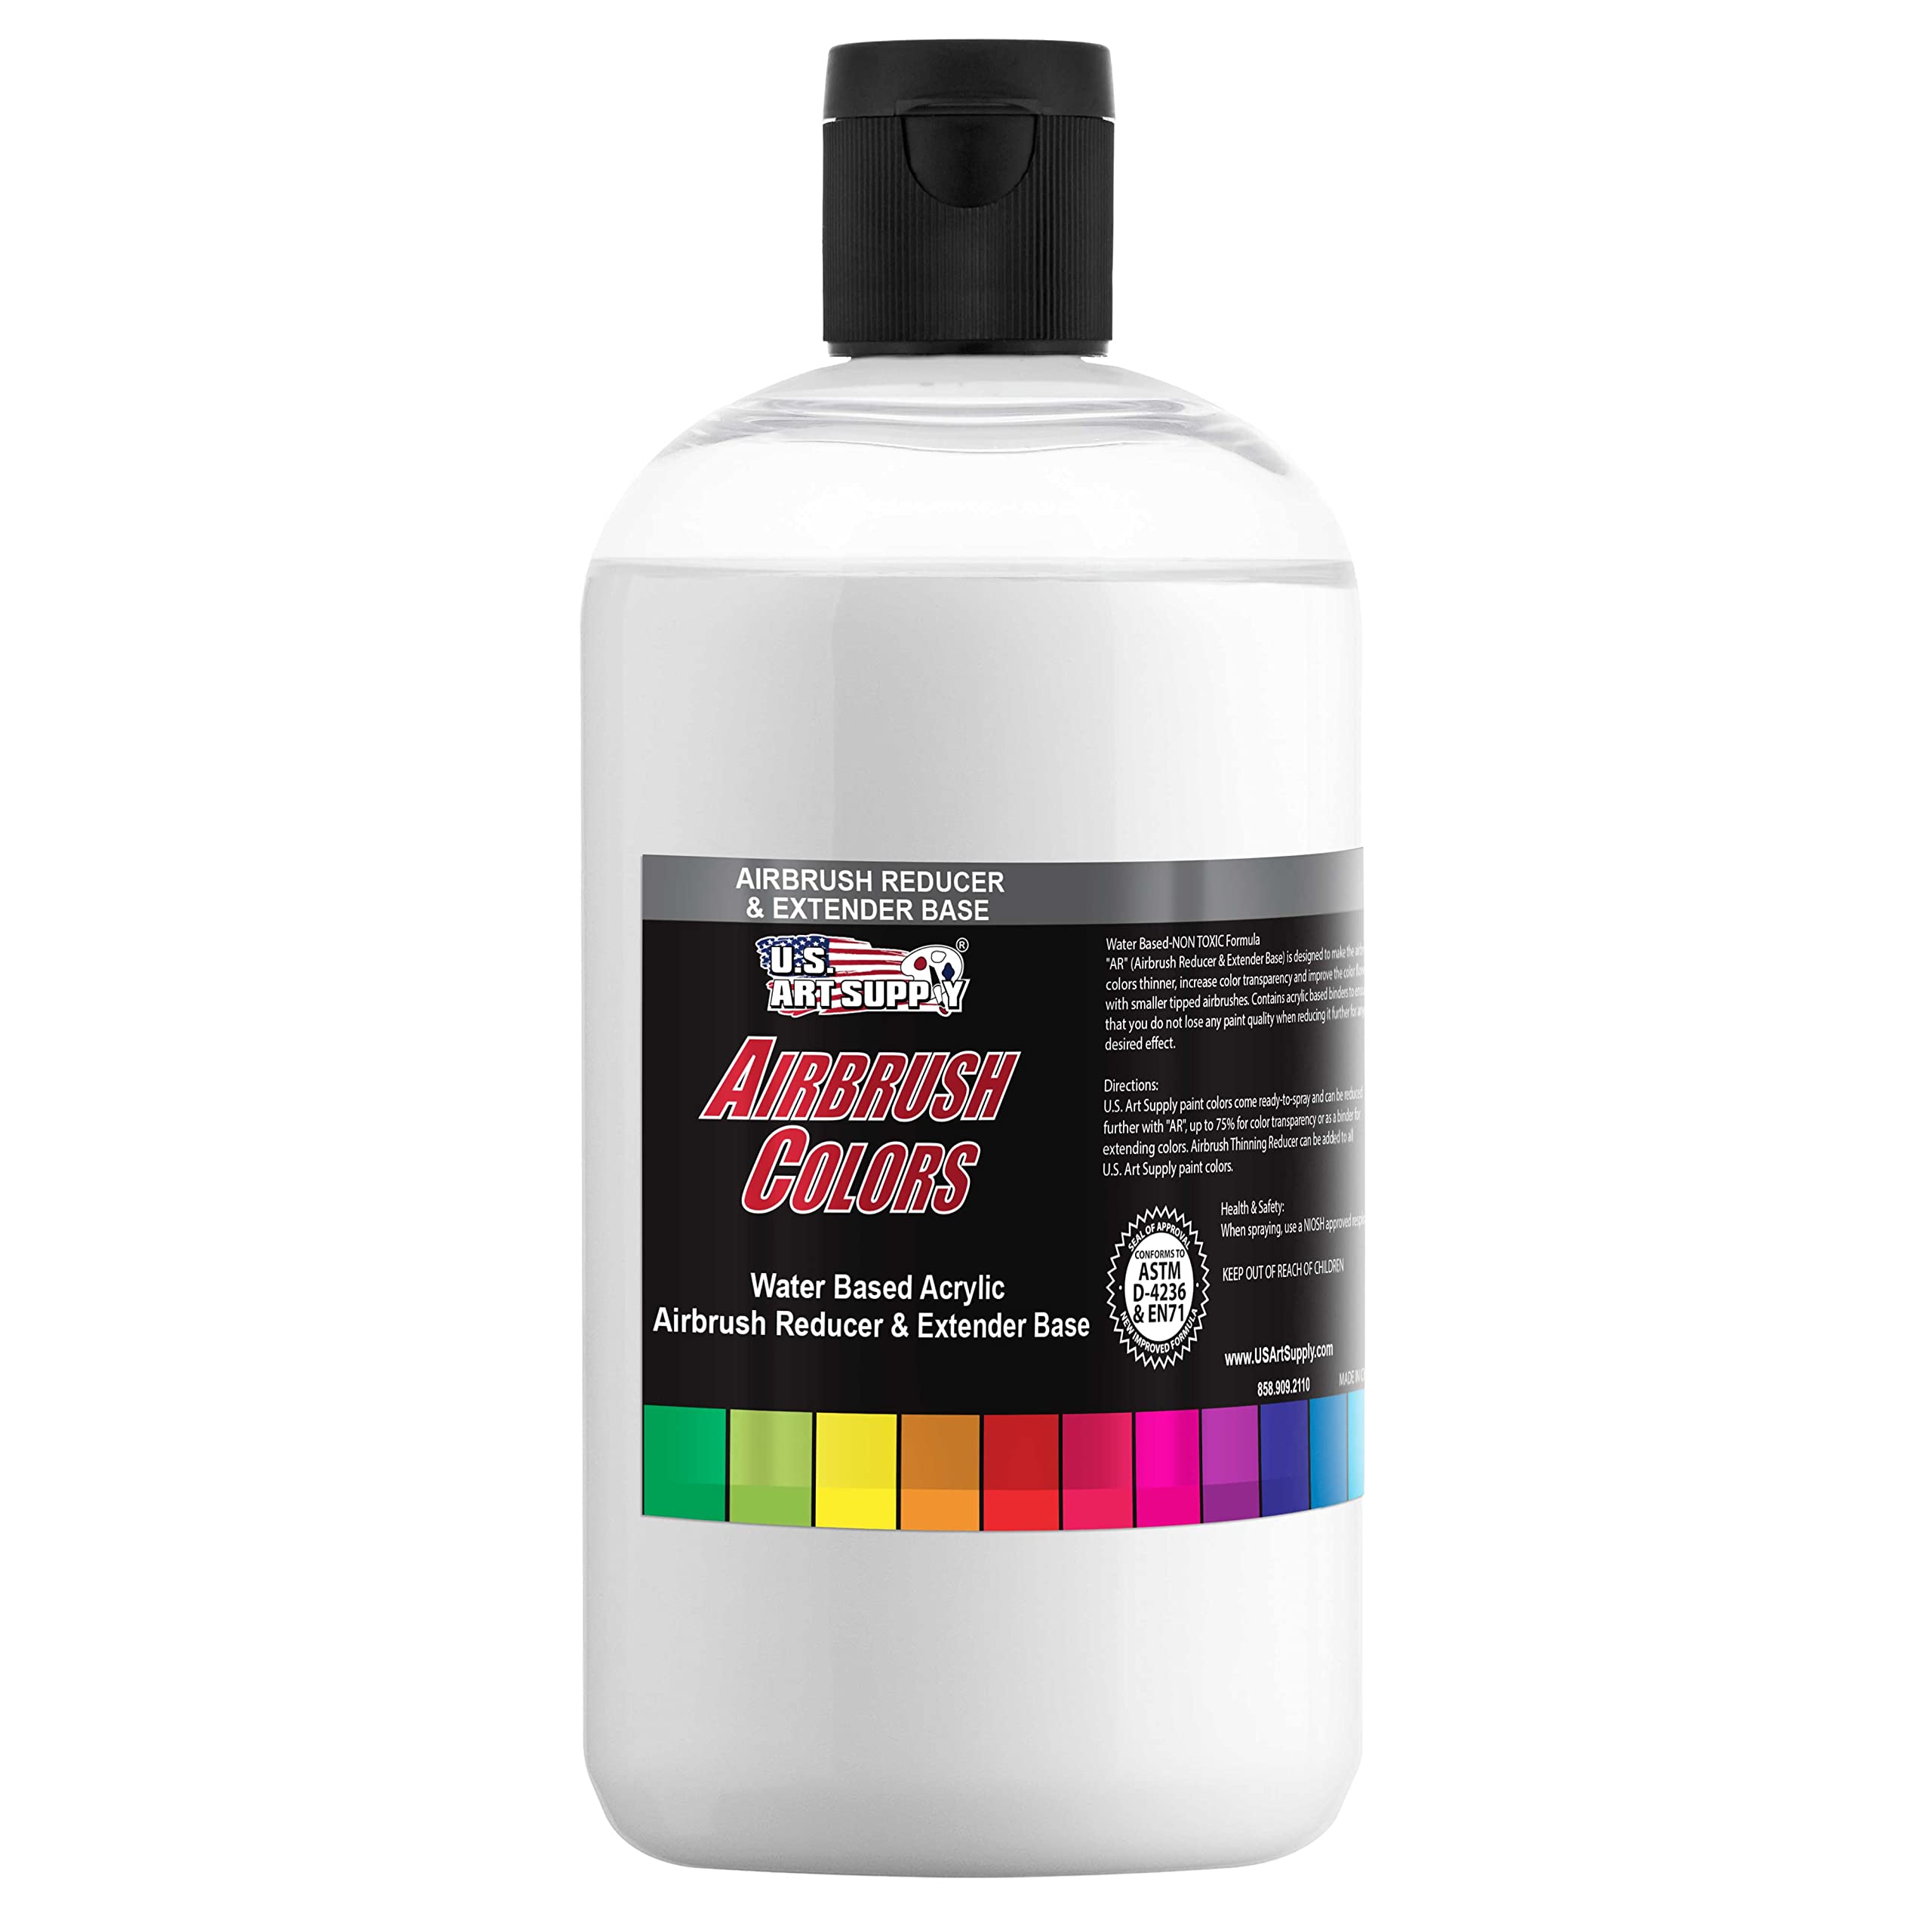 AIRBRUSH REDUCER
& EXTENDER BASE
U.S.
ART SUPPLY
®
AIRBRUSH
COLORS
Water Based Acrylic
Airbrush Reducer & Extender Base
Water Based-NON TOXIC Formula
"AR" (Airbrush Reducer & Extender Base) is designed to make the
colors thinner, increase color transparency and improve the color
with smaller tipped airbrushes. Contains acrylic based binders to
that you do not lose any paint quality when reducing it further for
desired effect.
Directions:
U.S. Art Supply paint colors come ready-to-spray and can be reduced
further with "AR", up to 75% for color transparency or as a binder for
extending colors. Airbrush Thinning Reducer can be added to all
U.S. Art Supply paint colors.
SEAL OF APPROVAL
CONFORMS TO
ASTM
D-4236
& EN71
NEW IMPROVED FORMULA
Health & Safety:
When spraying, use a NIOSH approved
KEEP OUT OF REACH OF CHILDREN
www.USArtSupply.com
858.909.2110
MADE IN